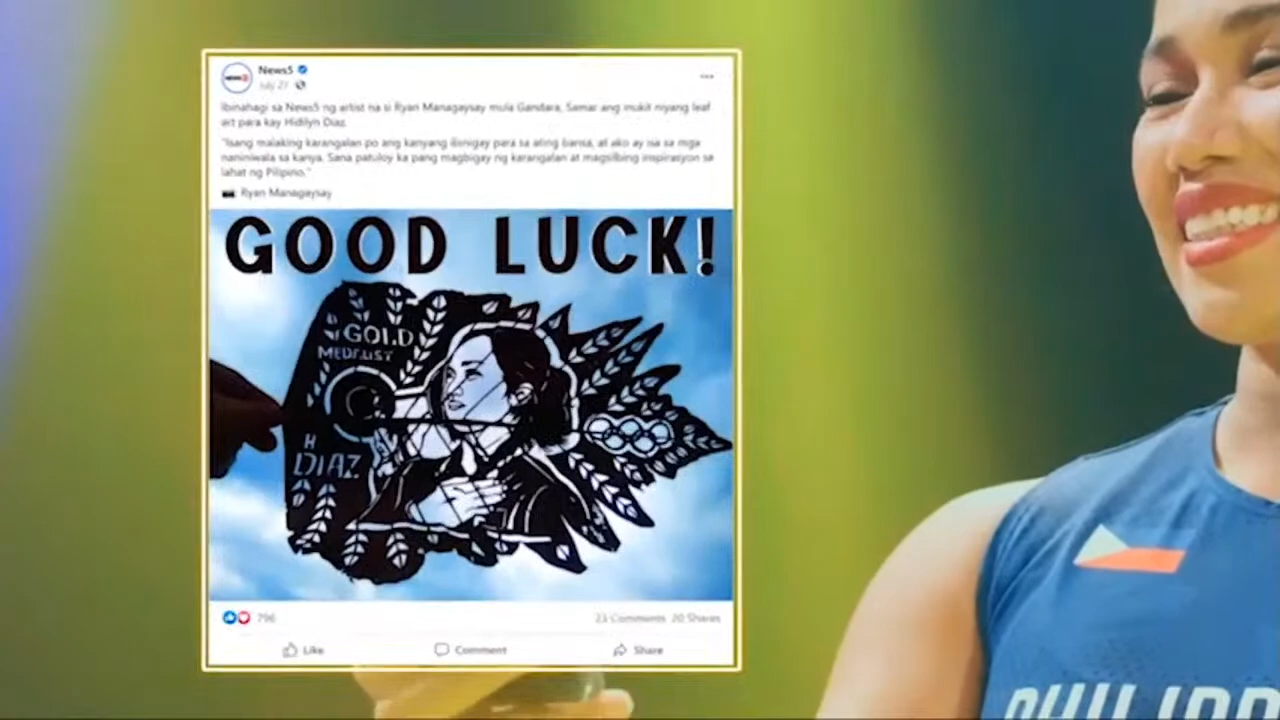 News5
July 27
Ibinahagi sa News5 ng artist na si Ryan Managaysay mula Gandara, Samar ang inukit niyang leaf
art para kay Hidilyn Diaz.
"Isang malaking karangalan po ang kanyang ibinigay para sa ating bansa, at ako ay isa sa mga
naniniwala sa kanya. Sana patuloy ka pang magbigay ng karangalan at magsilbing inspirasyon sa
lahat ng Pilipino."
Ryan Managaysay
GOOD LUCK!
GOLD
MEDALIST
H
DIAZ
796
23 Comments 20 Shares
Like Comment Share
PHILIPP